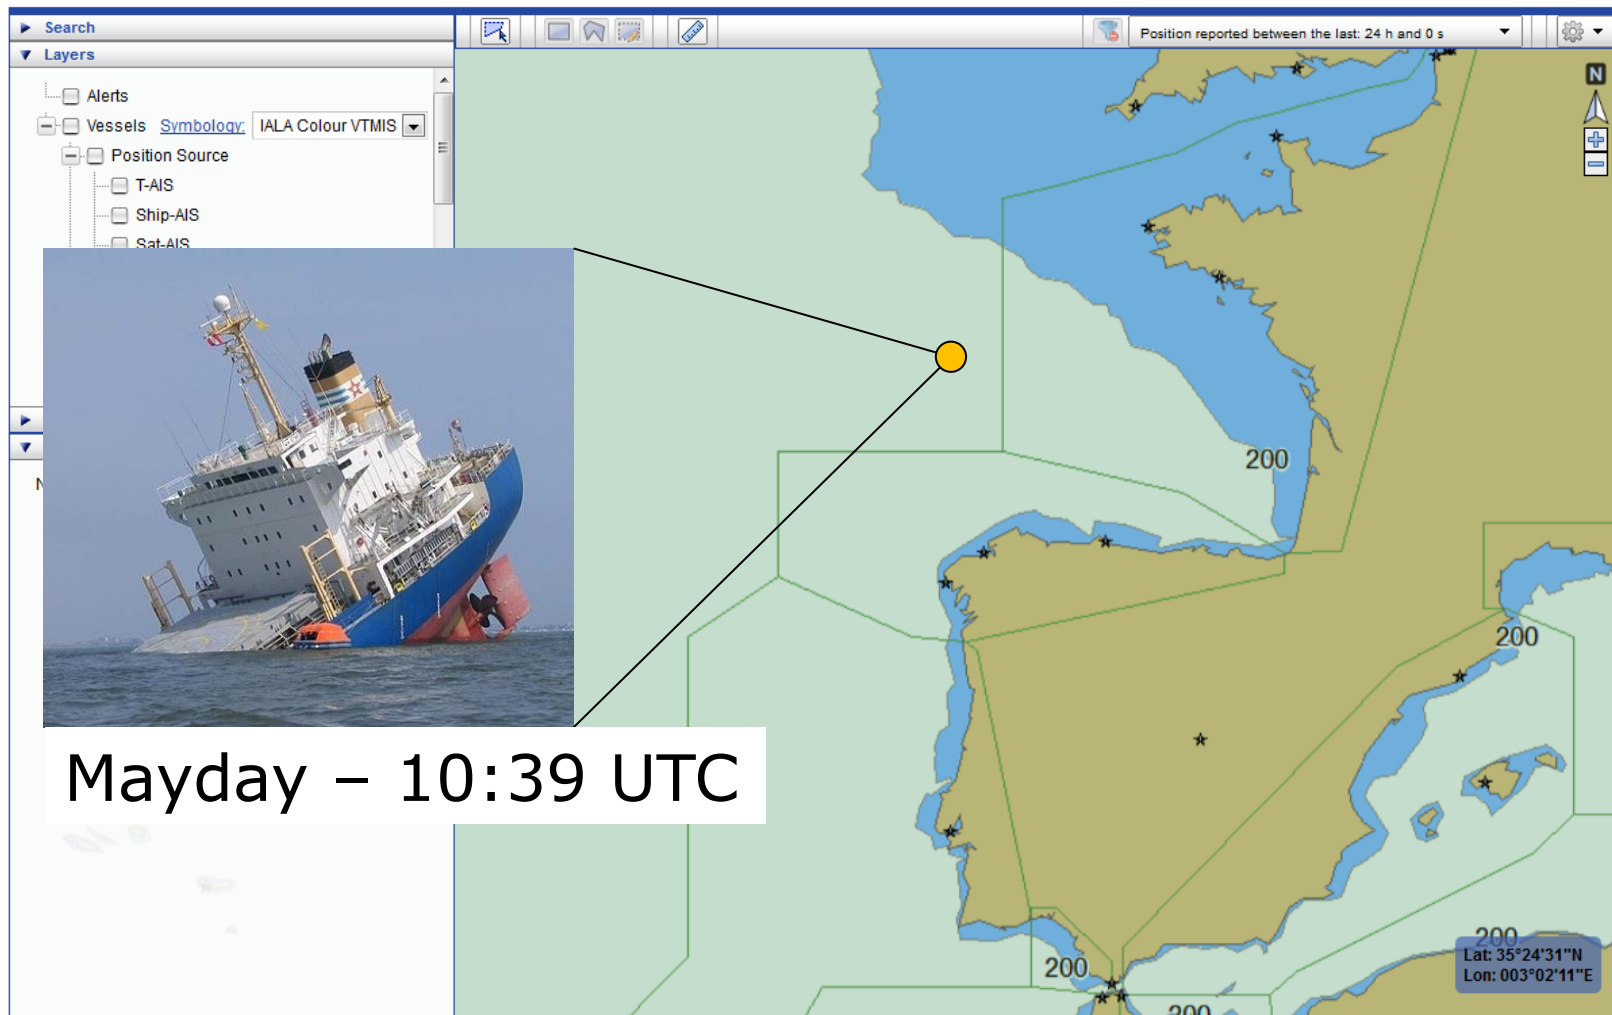 Search
Layers
Position reported between the last: 24 h and 0 s
N
Alerts
Vessels Symbology: IALA Colour VTMIS
Position Source
T-AIS
Ship-AIS
Sat-AIS
200
200
Mayday – 10:39 UTC
200
200
Lat: 35°24'31"N
Lon: 003°02'11"E
200